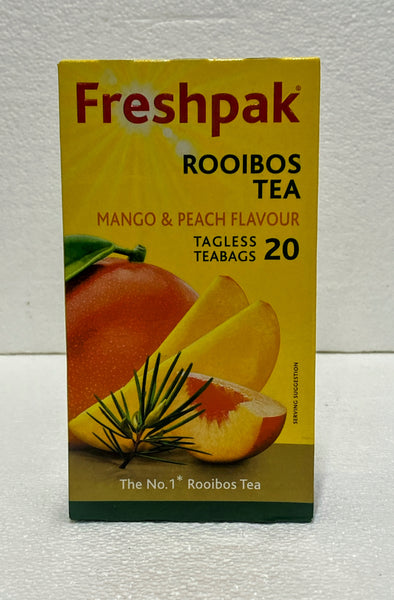 Freshpak®
ROOIBOS
TEA
MANGO & PEACH FLAVOUR
TAGLESS
TEABAGS 20
SERVING SUGGESTION
The No.1* Rooibos Tea